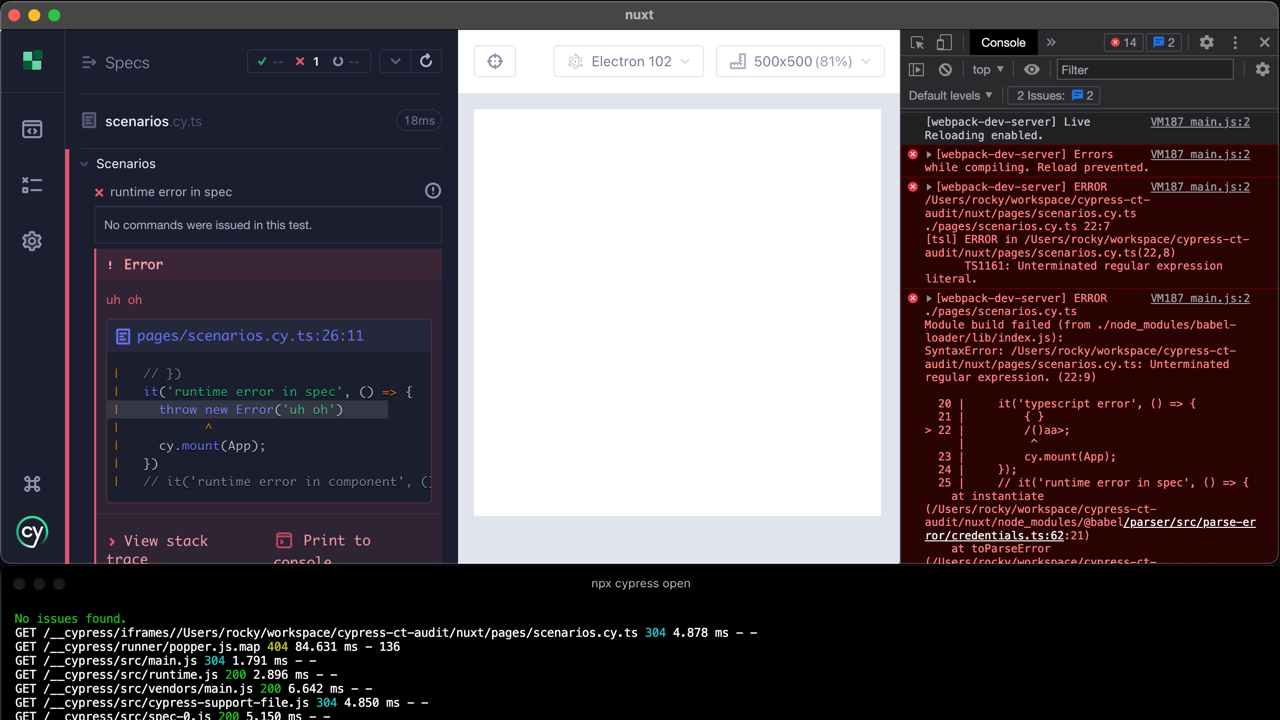 nuxt
Specs
-- 1 --
scenarios.cy.ts
18ms
Scenarios
runtime error in spec
No commands were issued in this test.
! Error
uh oh
pages/scenarios.cy.ts:26:11
| // })
| it('runtime error in spec', () => {
| throw new Error('uh oh')
| ^
| cy.mount(App);
| })
| // it('runtime error in component', ()
> View stack trace
Print to console
cy
Electron 102
500x500 (81%)
Console
» 14 2
top Filter
Default levels 2 Issues: 2
[webpack-dev-server] Live VM187 main.js:2
Reloading enabled.
[webpack-dev-server] Errors VM187 main.js:2
while compiling. Reload prevented.
[webpack-dev-server] ERROR VM187 main.js:2
/Users/rocky/workspace/cypress-ct-
audit/nuxt/pages/scenarios.cy.ts
./pages/scenarios.cy.ts 22:7
[tsl] ERROR in /Users/rocky/workspace/cypress-ct-
audit/nuxt/pages/scenarios.cy.ts(22,8)
TS1161: Unterminated regular expression
literal.
[webpack-dev-server] ERROR VM187 main.js:2
./pages/scenarios.cy.ts
Module build failed (from ./node_modules/babel-
loader/lib/index.js):
SyntaxError: /Users/rocky/workspace/cypress-ct-
audit/nuxt/pages/scenarios.cy.ts: Unterminated
regular expression. (22:9)
20 | it('typescript error', () => {
21 | { }
> 22 | /()aa>;
| ^
23 | cy.mount(App);
24 | });
25 | // it('runtime error in spec', () => {
at instantiate
(/Users/rocky/workspace/cypress-ct-
audit/nuxt/node_modules/@babel/parser/src/parse-er
ror/credentials.ts:62:21)
at toParseError
(/Users/rocky/workspace/cypress-ct-
npx cypress open
No issues found.
GET /__cypress/iframes//Users/rocky/workspace/cypress-ct-audit/nuxt/pages/scenarios.cy.ts 304 4.878 ms - -
GET /__cypress/runner/popper.js.map 404 84.631 ms - 136
GET /__cypress/src/main.js 304 1.791 ms - -
GET /__cypress/src/runtime.js 200 2.896 ms - -
GET /__cypress/src/vendors/main.js 200 6.642 ms - -
GET /__cypress/src/cypress-support-file.js 304 4.850 ms - -
GET /__cypress/src/spec-0.js 200 5.150 ms - -